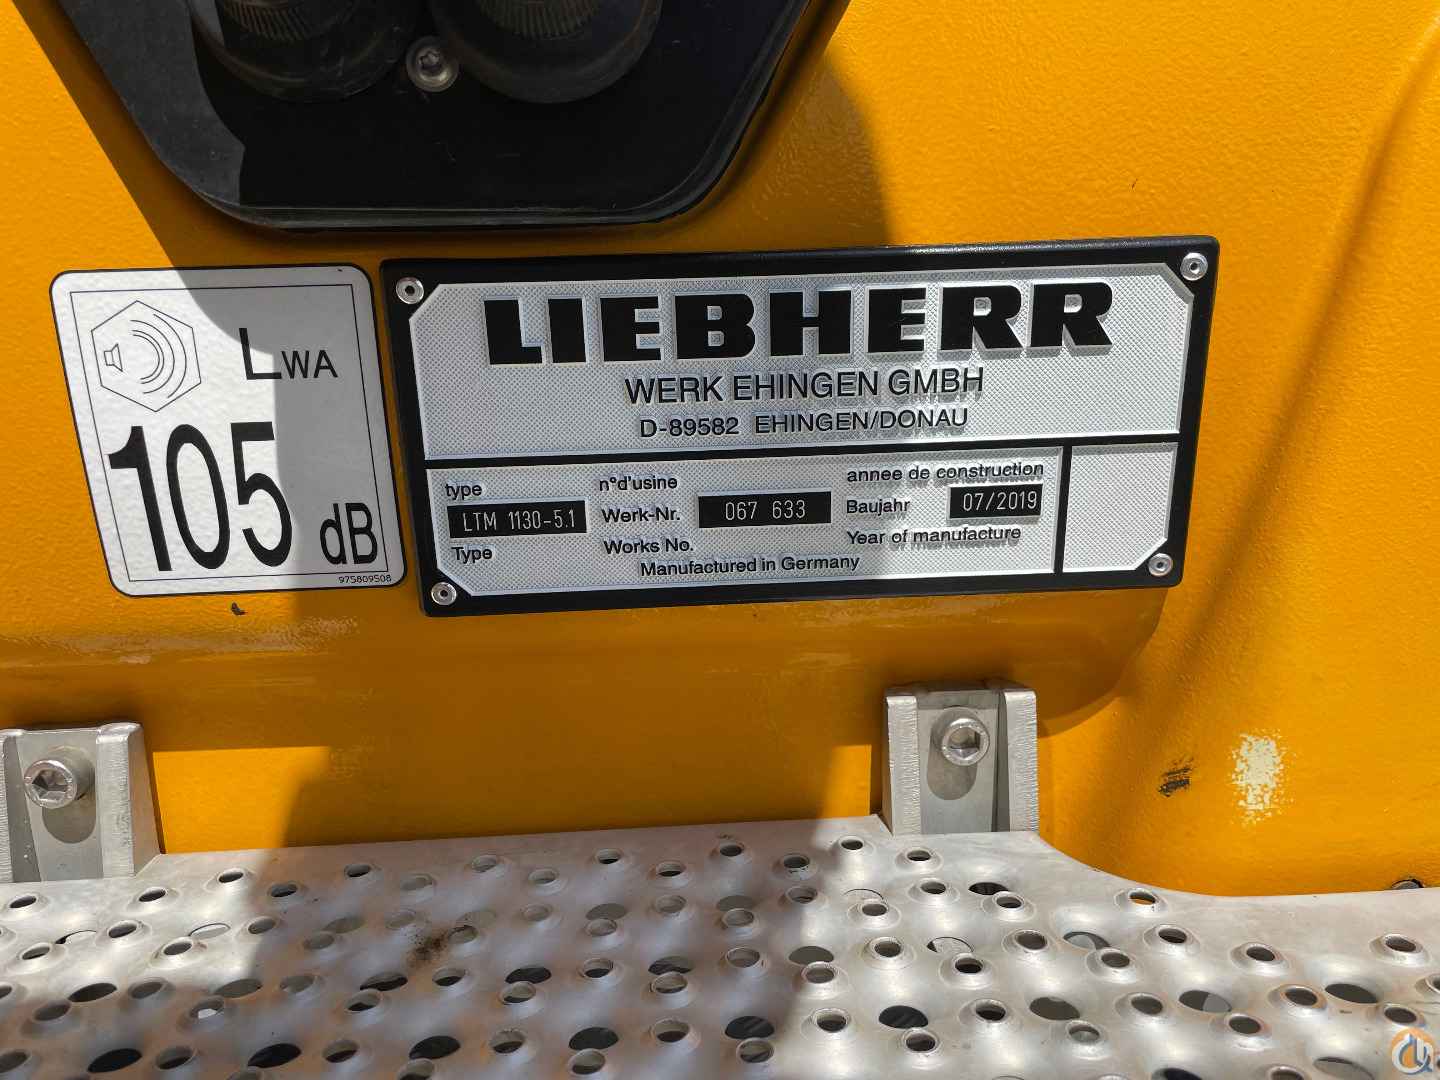 LWA
105 dB
975809508
LIEBHERR
WERK EHINGEN GMBH
D-89582 EHINGEN/DONAU
type
LTM 1130-5.1
Type
n°d'usine
Werk-Nr. 067 633
Works No.
annee de construction
Baujahr 07/2019
Year of manufacture
Manufactured in Germany